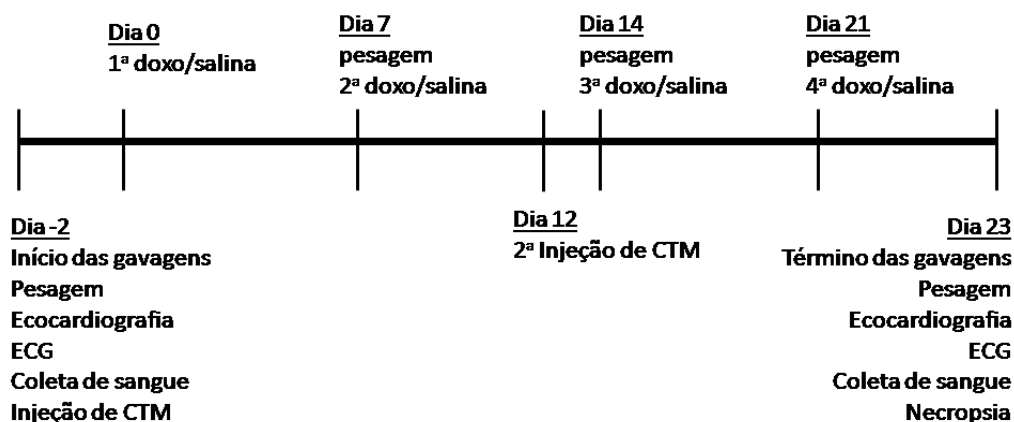 Dia 0
1ª doxo/salina
Dia 7
pesagem
2ª doxo/salina
Dia 14
pesagem
3ª doxo/salina
Dia 21
pesagem
4ª doxo/salina
Dia -2
Início das gavagens
Pesagem
Ecocardiografia
ECG
Coleta de sangue
Injeção de CTM
Dia 12
2ª Injeção de CTM
Dia 23
Término das gavagens
Pesagem
Ecocardiografia
ECG
Coleta de sangue
Necropsia